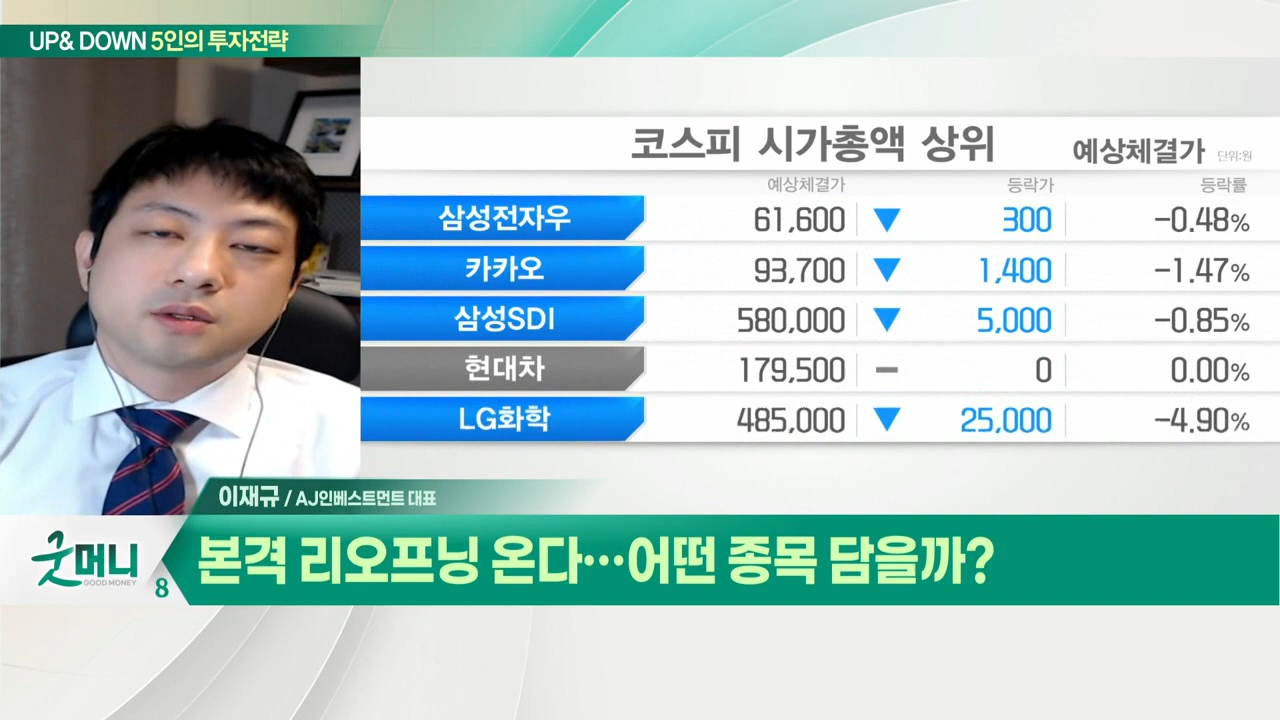 UP& DOWN 5인의 투자전략
코스피 시가총액 상위 예상체결가 단위:원
예상체결가 등락가 등락률
삼성전자우 61,600 ▼ 300 -0.48%
카카오 93,700 ▼ 1,400 -1.47%
삼성SDI 580,000 ▼ 5,000 -0.85%
현대차 179,500 - 0 0.00%
LG화학 485,000 ▼ 25,000 -4.90%
이재규 / AJ인베스트먼트 대표
굿머니
GOOD MONEY
8
본격 리오프닝 온다…어떤 종목 담을까?